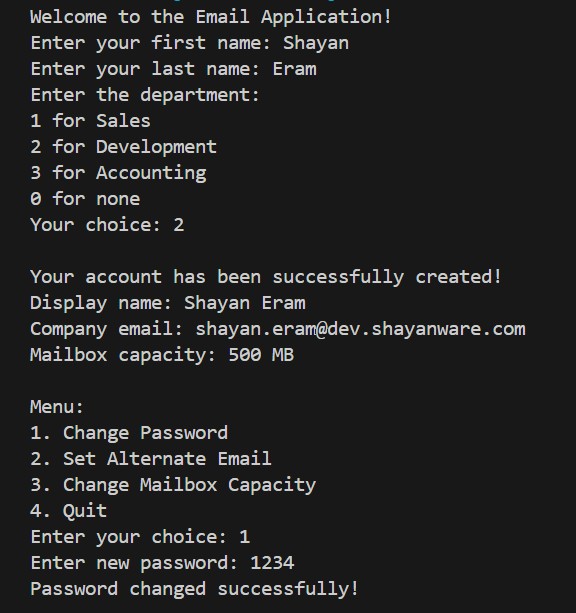 Welcome to the Email Application!
Enter your first name: Shayan
Enter your last name: Eram
Enter the department:
1 for Sales
2 for Development
3 for Accounting
0 for none
Your choice: 2
Your account has been successfully created!
Display name: Shayan Eram
Company email: shayan.eram@dev.shayanware.com
Mailbox capacity: 500 MB
Menu:
1. Change Password
2. Set Alternate Email
3. Change Mailbox Capacity
4. Quit
Enter your choice: 1
Enter new password: 1234
Password changed successfully!